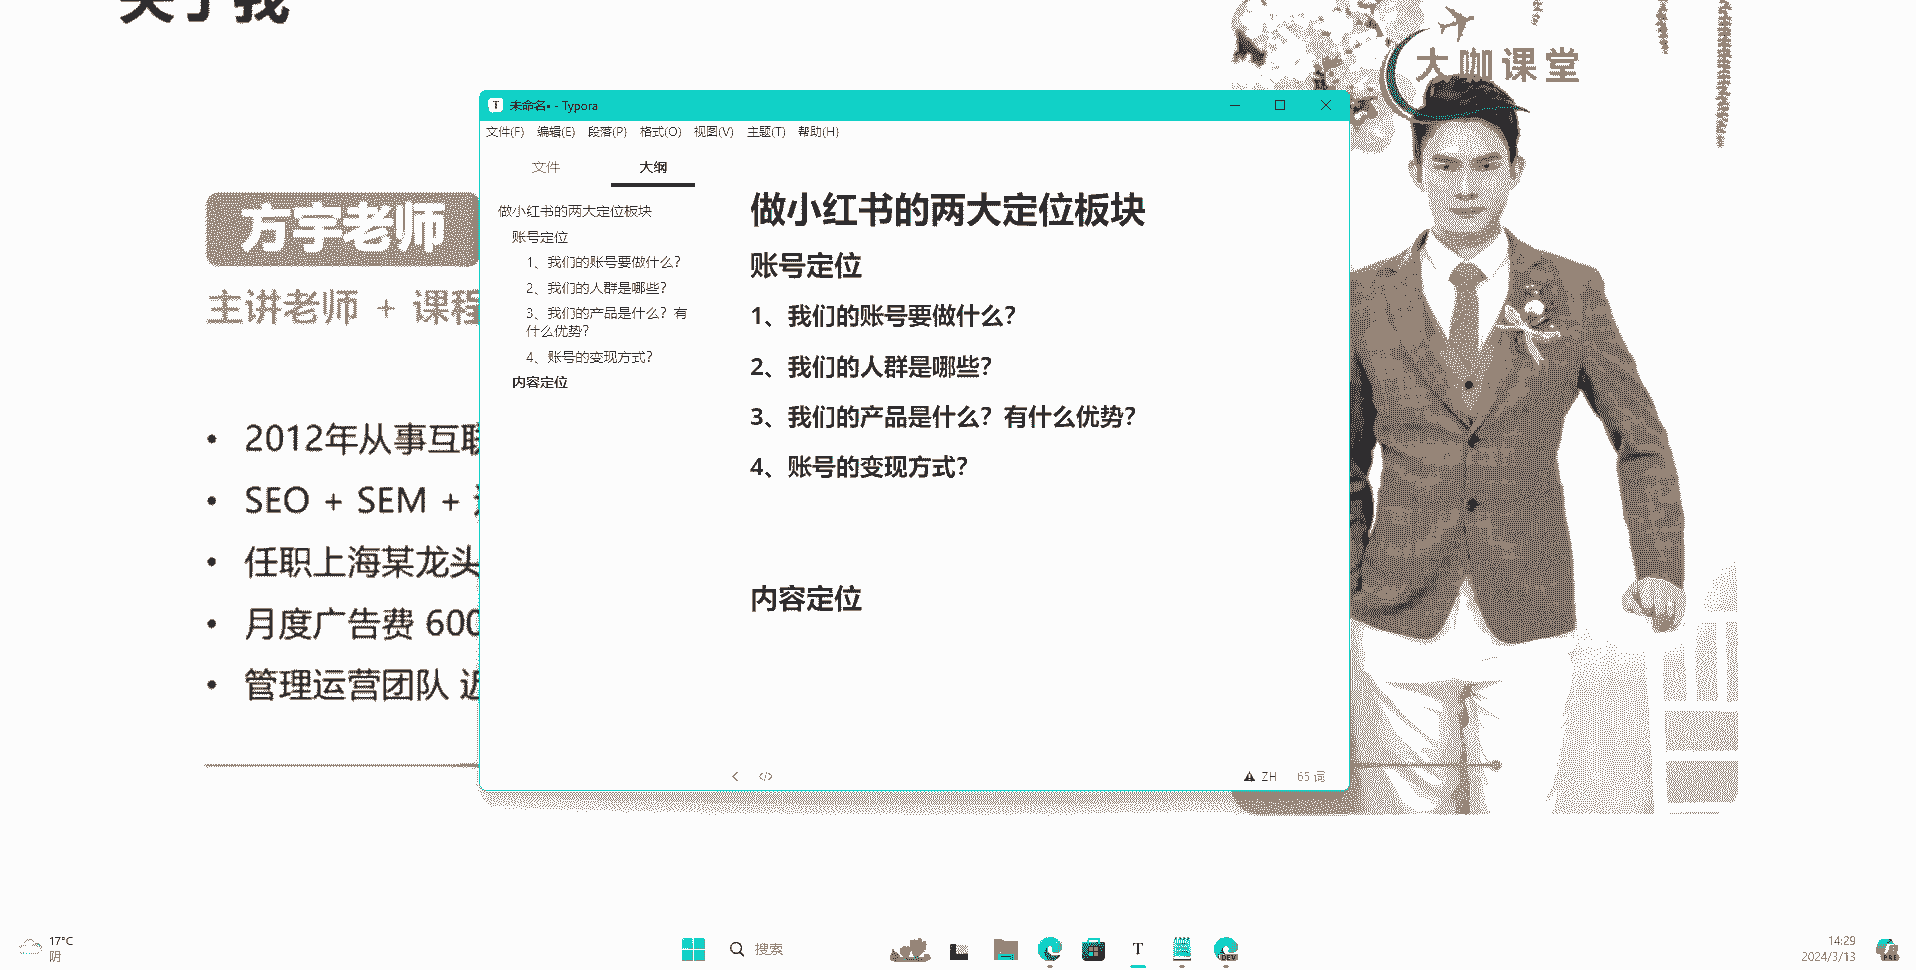 关于我
大咖课堂
方宇老师
主讲老师 + 课程
2012年从事互联
SEO + SEM +
任职上海某龙头
月度广告费 600
管理运营团队 近
未命名• - Typora
文件(F) 编辑(E) 段落(P) 格式(O) 视图(V) 主题(T) 帮助(H)
文件 大纲
做小红书的两大定位板块
账号定位
1、我们的账号要做什么?
2、我们的人群是哪些?
3、我们的产品是什么? 有
什么优势?
4、账号的变现方式?
内容定位
做小红书的两大定位板块
账号定位
1、我们的账号要做什么?
2、我们的人群是哪些?
3、我们的产品是什么? 有什么优势?
4、账号的变现方式?
内容定位
</> ZH 65 词
17°C
阴
搜索
T
DEV
14:29
2024/3/13
PRE